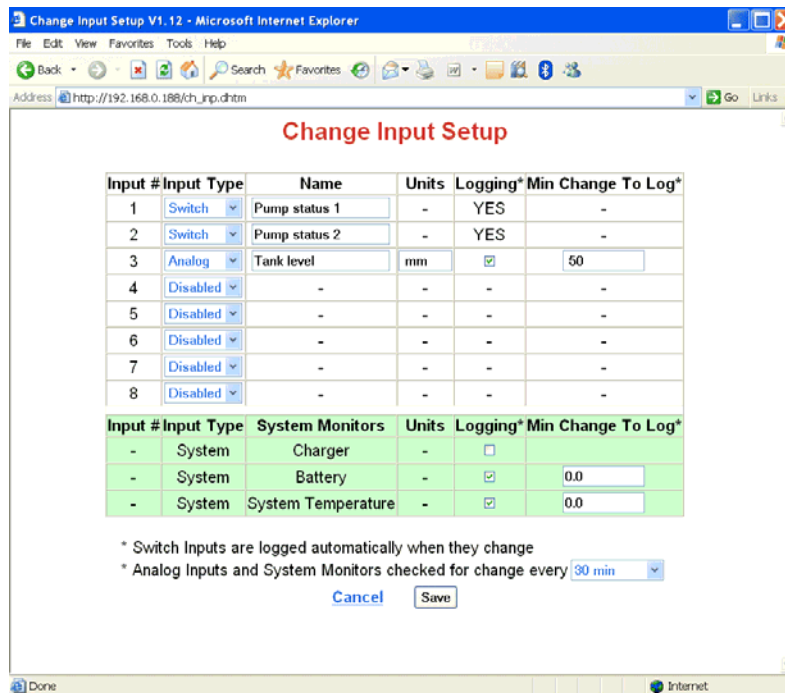 Change Input Setup V1.12 - Microsoft Internet Explorer
File Edit View Favorites Tools Help
Back Search Favorites
Address http://192.168.0.188/ch_inp.dhtm Go Links
Change Input Setup
Input # Input Type Name Units Logging* Min Change To Log*
1 Switch Pump status 1 - YES -
2 Switch Pump status 2 - YES -
3 Analog Tank level mm 50
4 Disabled - - - -
5 Disabled - - - -
6 Disabled - - - -
7 Disabled - - - -
8 Disabled - - - -
Input # Input Type System Monitors Units Logging* Min Change To Log*
- System Charger -
- System Battery - 0.0
- System System Temperature - 0.0
* Switch Inputs are logged automatically when they change
* Analog Inputs and System Monitors checked for change every 30 min
Cancel Save
Done Internet